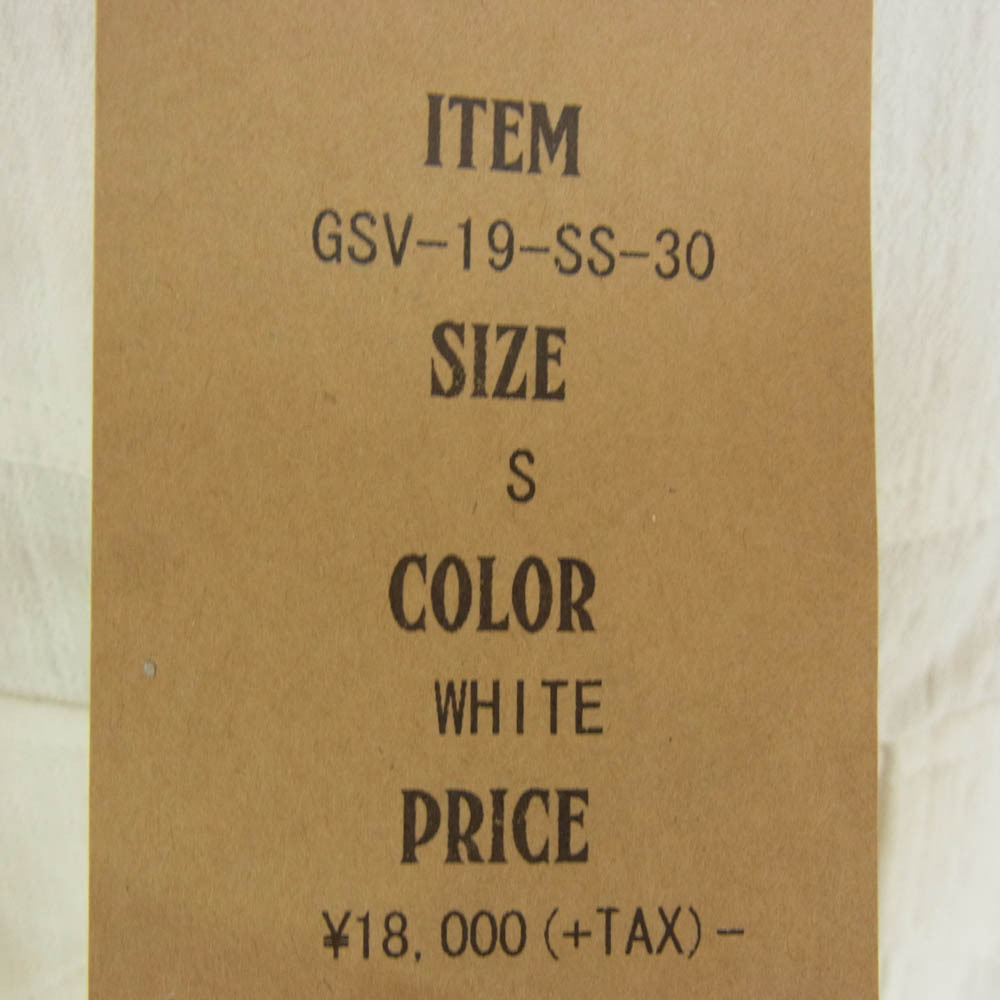 ITEM
GSV-19-SS-30
SIZE
S
COLOR
WHITE
PRICE
¥18,000(+TAX)-